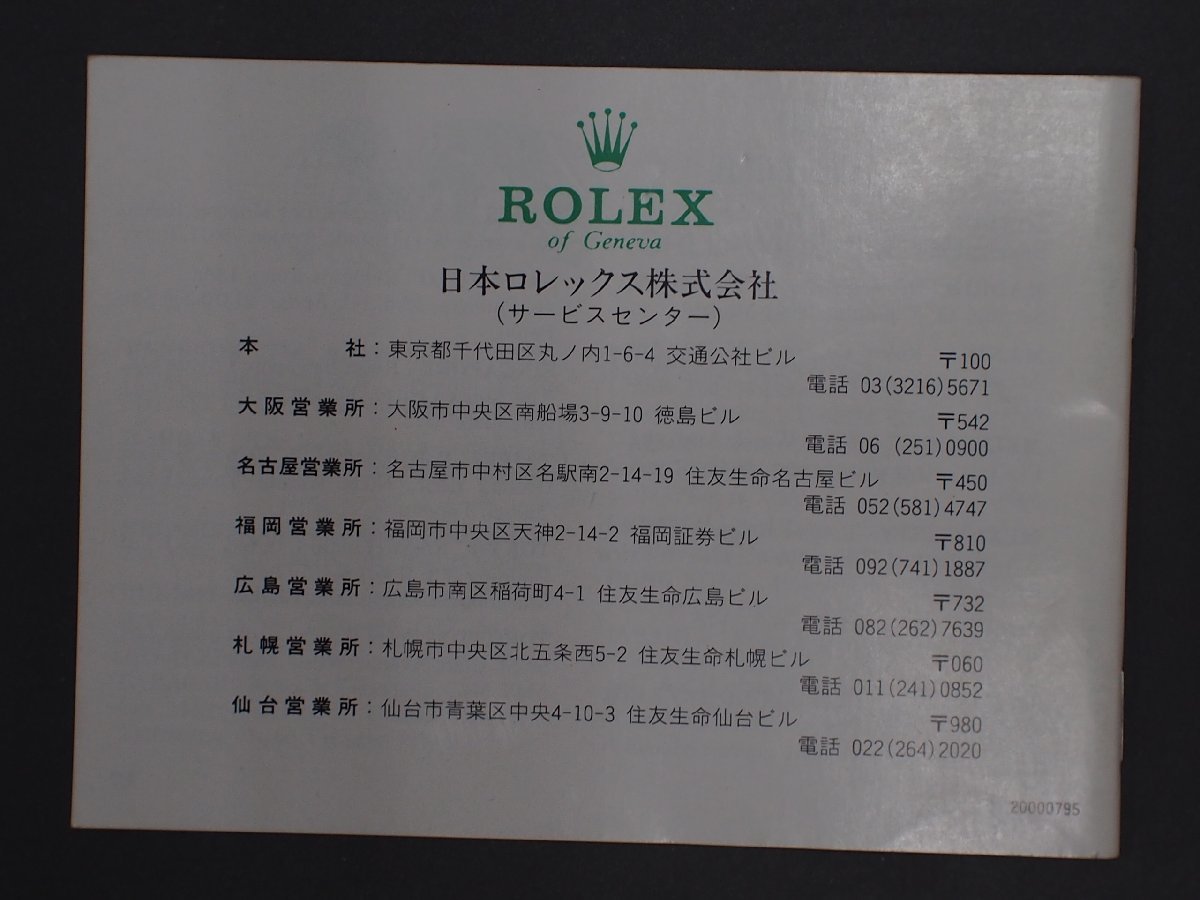 ROLEX
of Geneva
日本ロレックス株式会社
(サービスセンター)
本社：東京都千代田区丸ノ内1-6-4 交通公社ビル 〒100
電話 03(3216)5671
大阪営業所：大阪市中央区南船場3-9-10 徳島ビル 〒542
電話 06 (251)0900
名古屋営業所：名古屋市中村区名駅南2-14-19 住友生命名古屋ビル 〒450
電話 052(581)4747
福岡営業所：福岡市中央区天神2-14-2 福岡証券ビル 〒810
電話 092(741)1887
広島営業所：広島市南区稲荷町4-1 住友生命広島ビル 〒732
電話 082(262)7639
札幌営業所：札幌市中央区北五条西5-2 住友生命札幌ビル 〒060
電話 011(241)0852
仙台営業所：仙台市青葉区中央4-10-3 住友生命仙台ビル 〒980
電話 022(264)2020
20000795